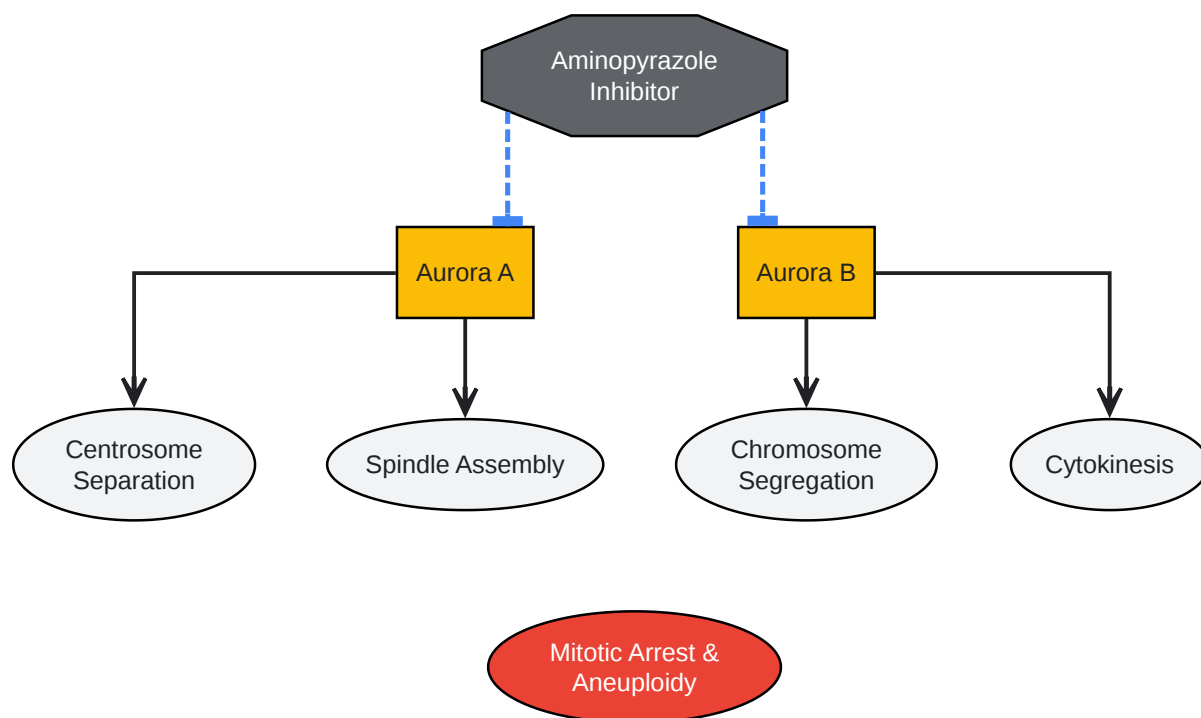 Aminopyrazole
Inhibitor
Aurora A
Aurora B
Centrosome
Separation
Spindle Assembly
Chromosome
Segregation
Cytokinesis
Mitotic Arrest &
Aneuploidy